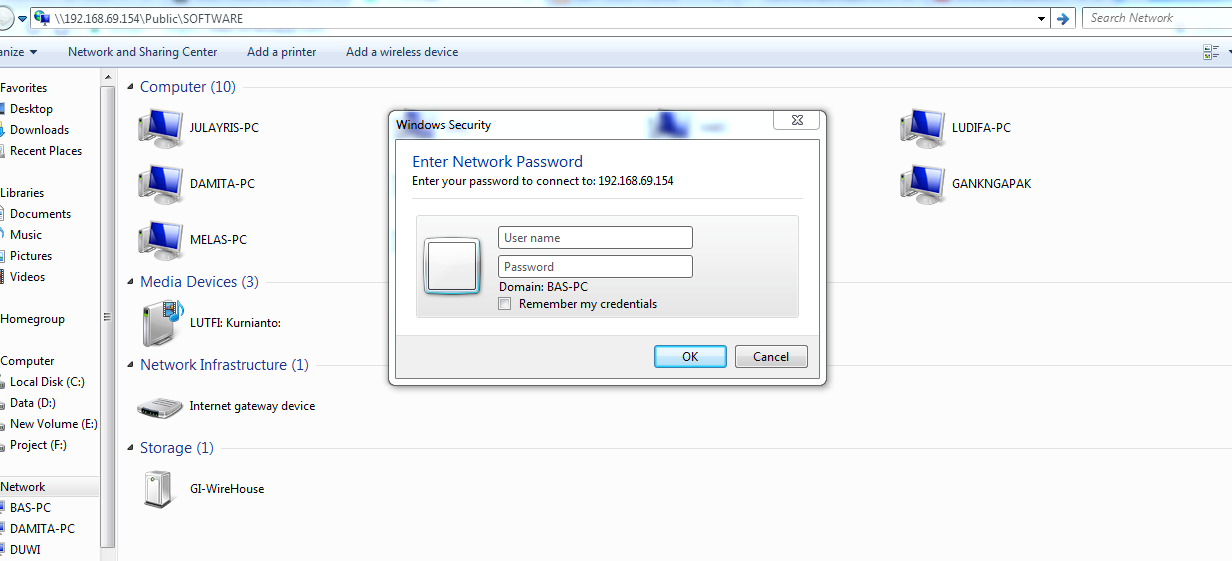 \\192.168.69.154\Public\SOFTWARE
Search Network
anize
Network and Sharing Center
Add a printer
Add a wireless device
Favorites
Desktop
Downloads
Recent Places
Libraries
Documents
Music
Pictures
Videos
Homegroup
Computer
Local Disk (C:)
Data (D:)
New Volume (E:)
Project (F:)
Network
BAS-PC
DAMITA-PC
DUWI
Computer (10)
JULAYRIS-PC
LUDIFA-PC
DAMITA-PC
GANKNGAPAK
MELAS-PC
Media Devices (3)
LUTFI: Kurnianto:
Network Infrastructure (1)
Internet gateway device
Storage (1)
GI-WireHouse
Windows Security
Enter Network Password
Enter your password to connect to: 192.168.69.154
User name
Password
Domain: BAS-PC
Remember my credentials
OK
Cancel